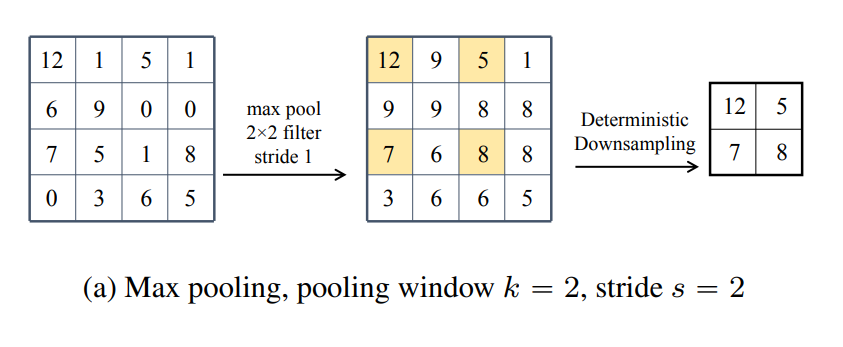 12 1 5 1
6 9 0 0
7 5 1 8
0 3 6 5
max pool
2×2 filter
stride 1
12 9 5 1
9 9 8 8
7 6 8 8
3 6 6 5
Deterministic
Downsampling
12 5
7 8
(a) Max pooling, pooling window k = 2, stride s = 2